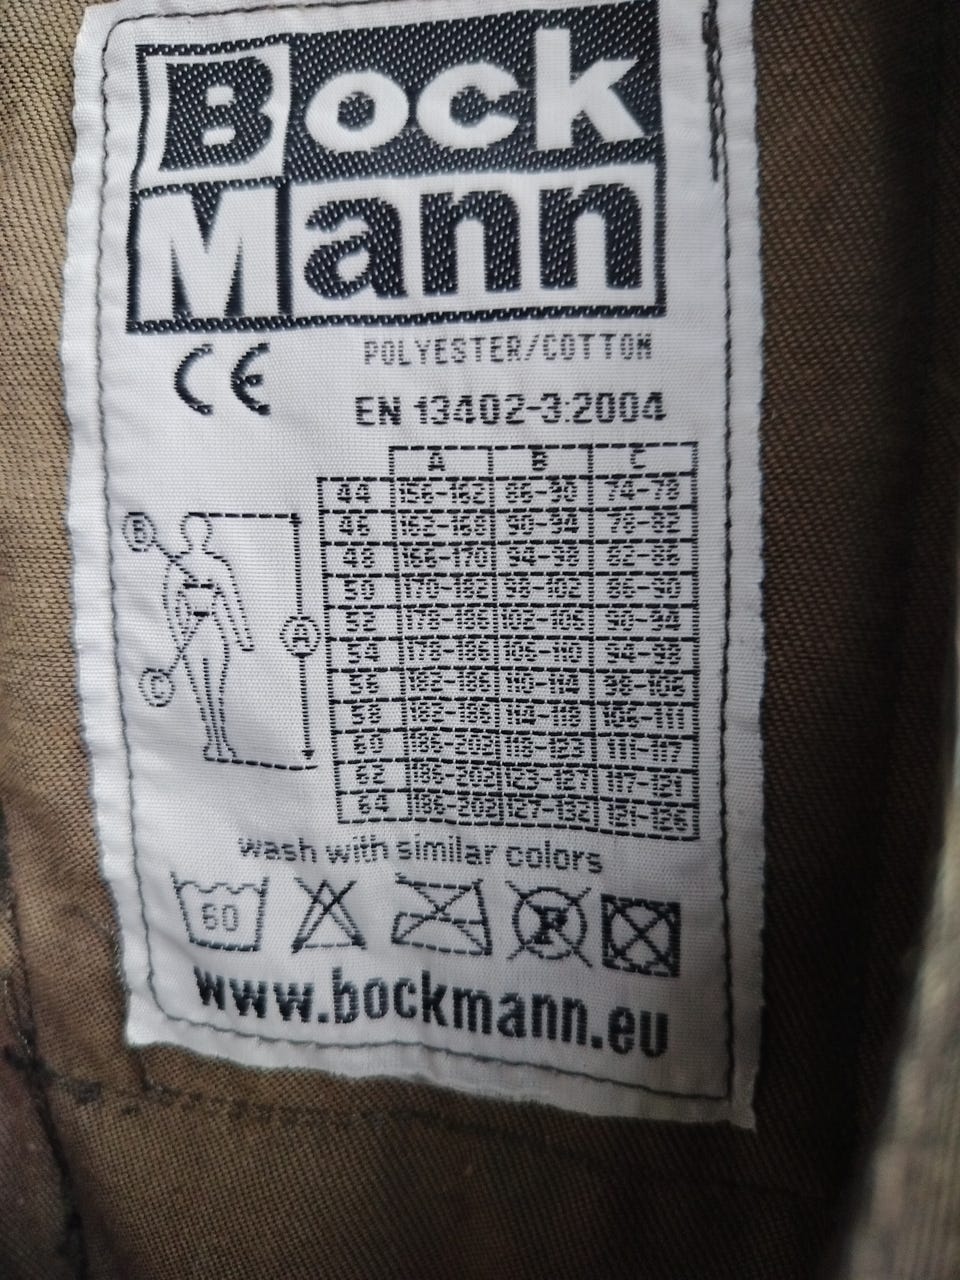 Bock
Mann
CE
POLYESTER/COTTON
EN 13402-3:2004
A B C
44 156-162 86-90 74-78
46 162-168 90-94 78-82
48 166-170 94-98 82-86
50 170-182 98-102 86-90
52 178-186 102-106 90-94
54 178-186 106-110 94-98
56 182-186 110-114 98-106
58 182-186 114-118 106-111
60 186-202 118-123 111-117
62 186-202 123-127 117-121
64 186-202 127-132 121-126
B
A
C
wash with similar colors
60 P
www.bockmann.eu